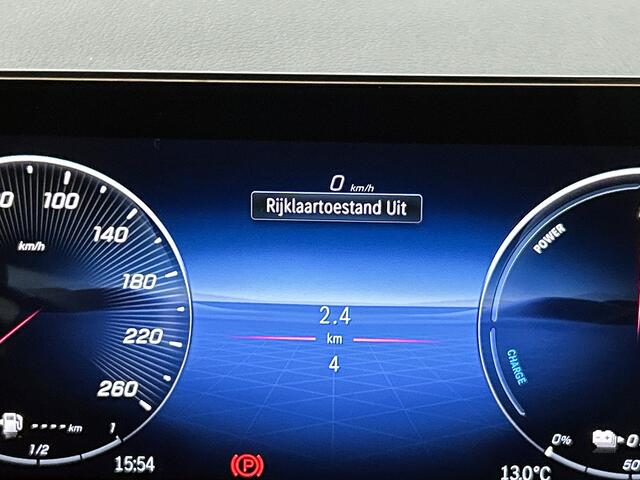 0 km/h
Rijklaartoestand Uit
100
140
km/h
180
220
260
2.4
km
4
POWER
CHARGE
---- km
1
1/2
0%
50
15:54
P
13.0°C